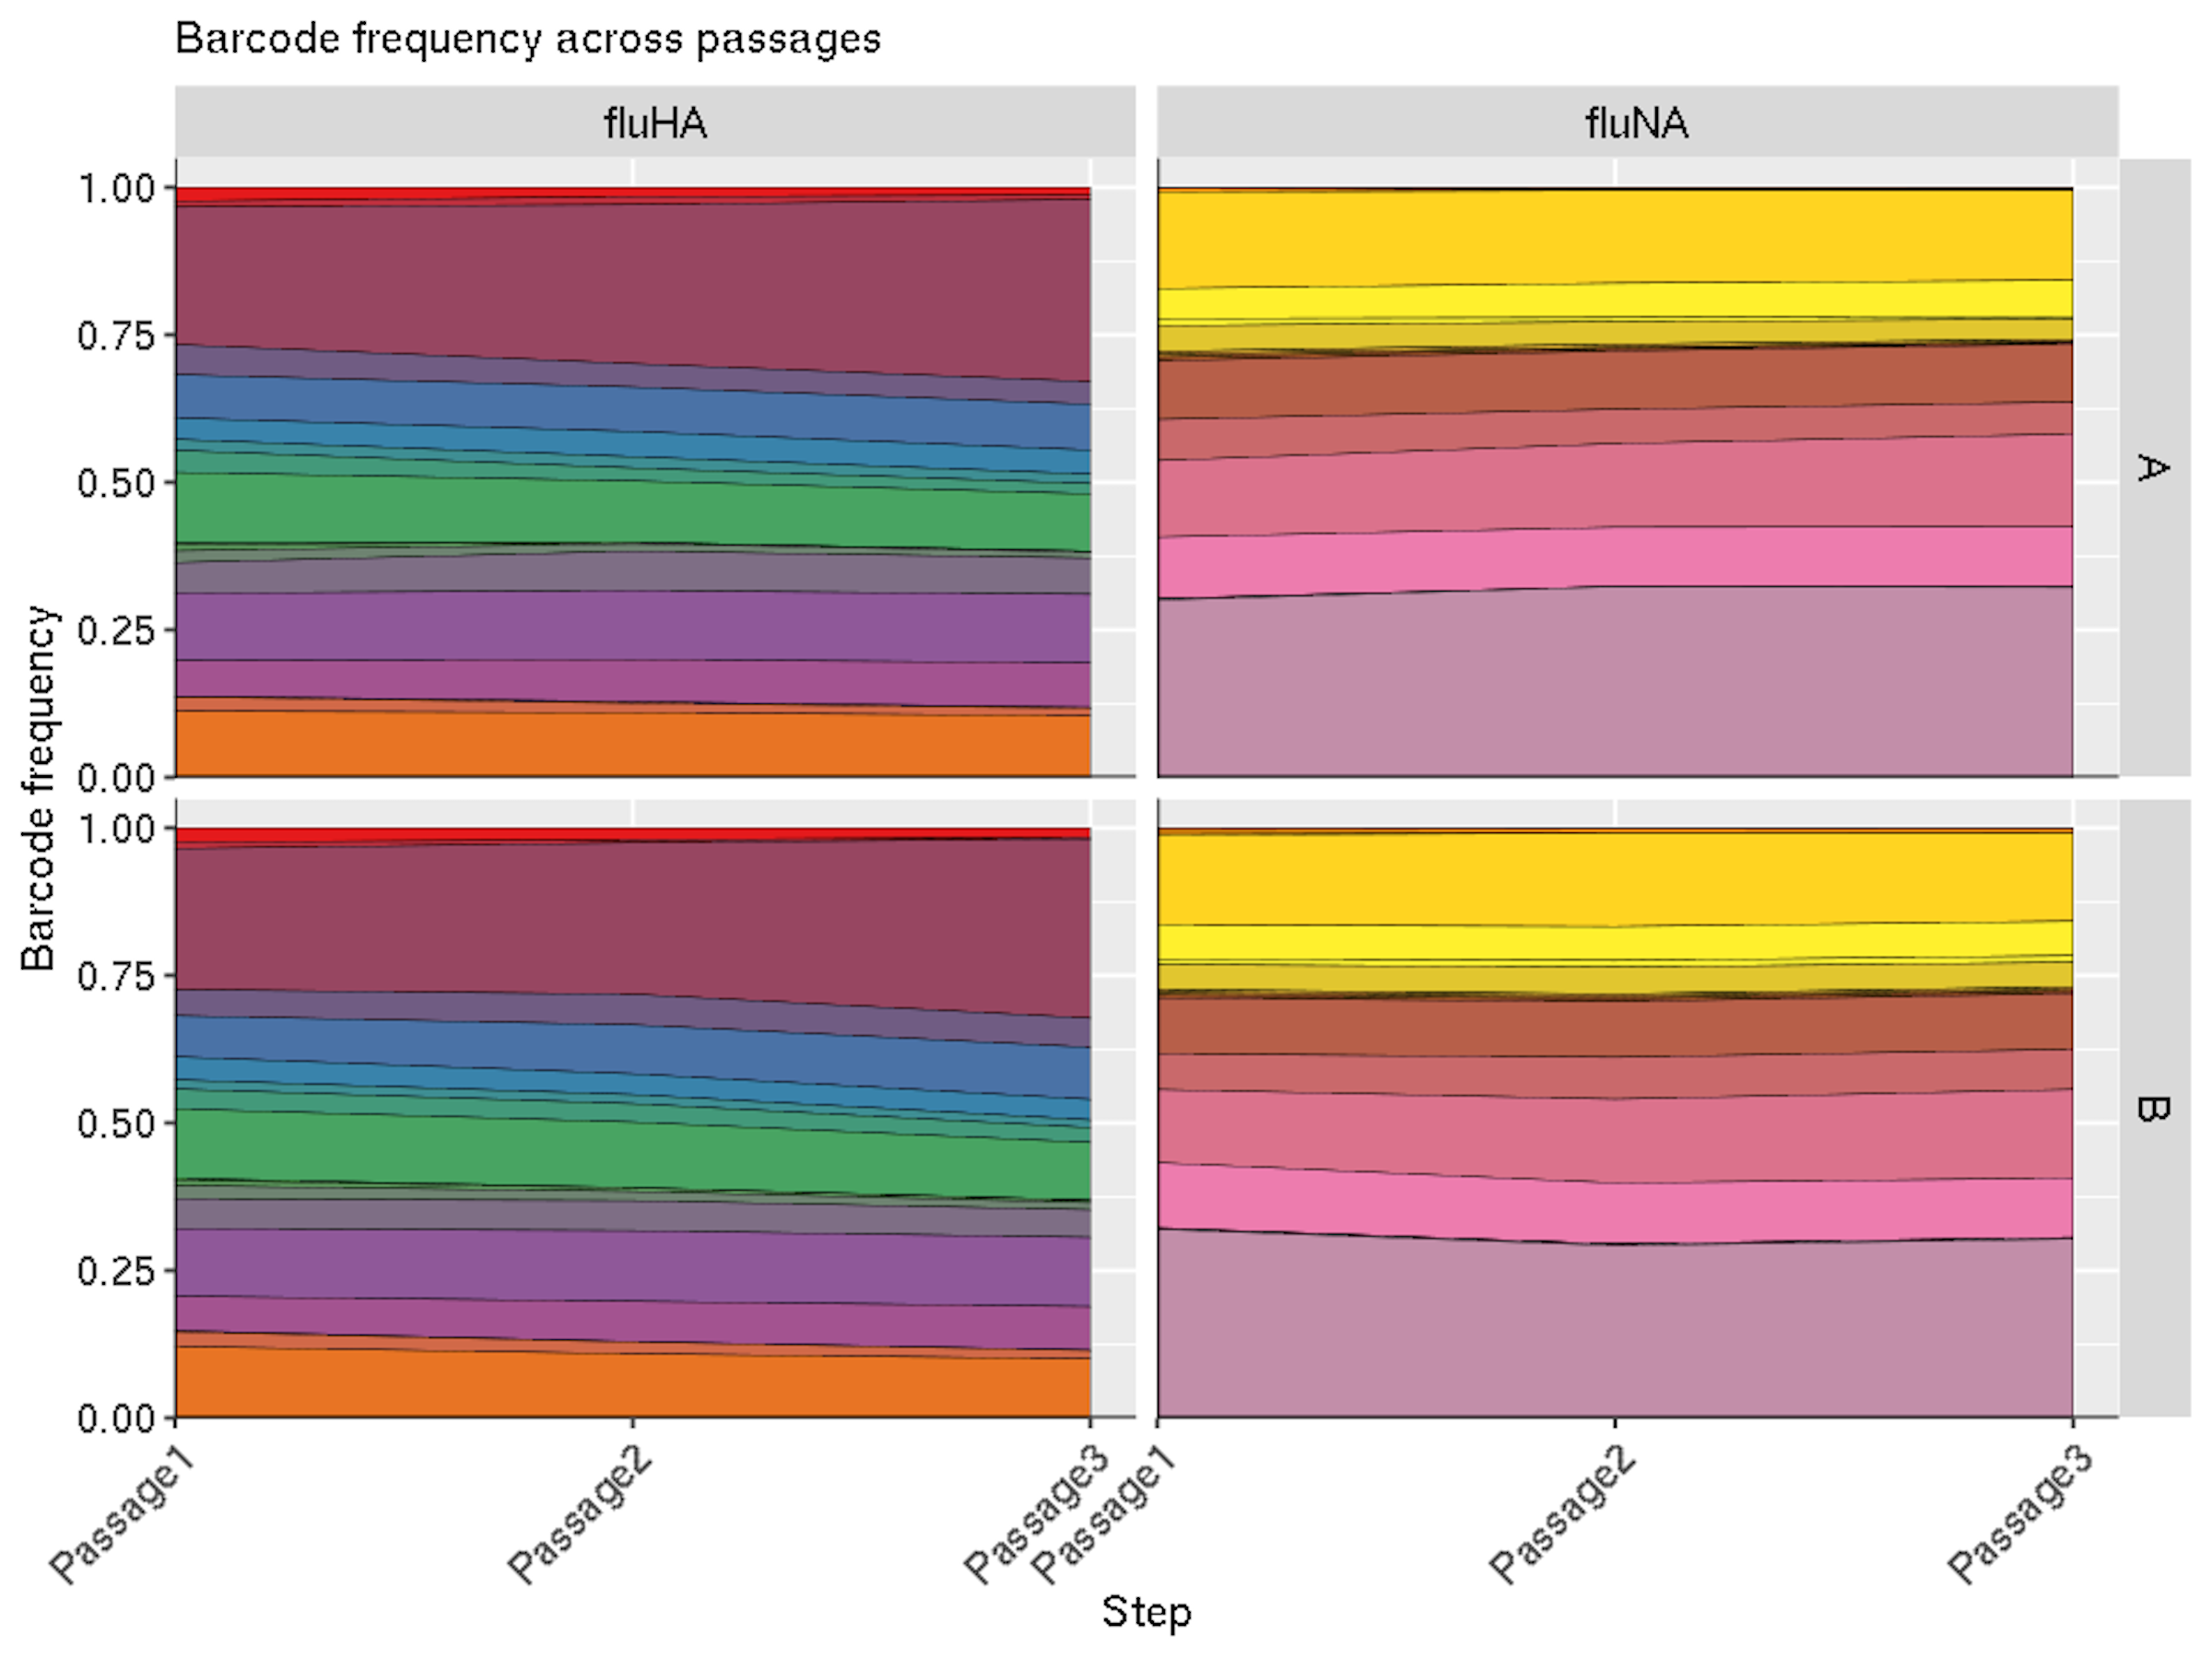 Barcode frequency across passages
fluHA
fluNA
1.00
0.75
0.50
0.25
0.00
A
1.00
0.75
0.50
0.25
0.00
B
Barcode frequency
Passage1
Passage2
Passage3
Passage1
Passage2
Passage3
Step